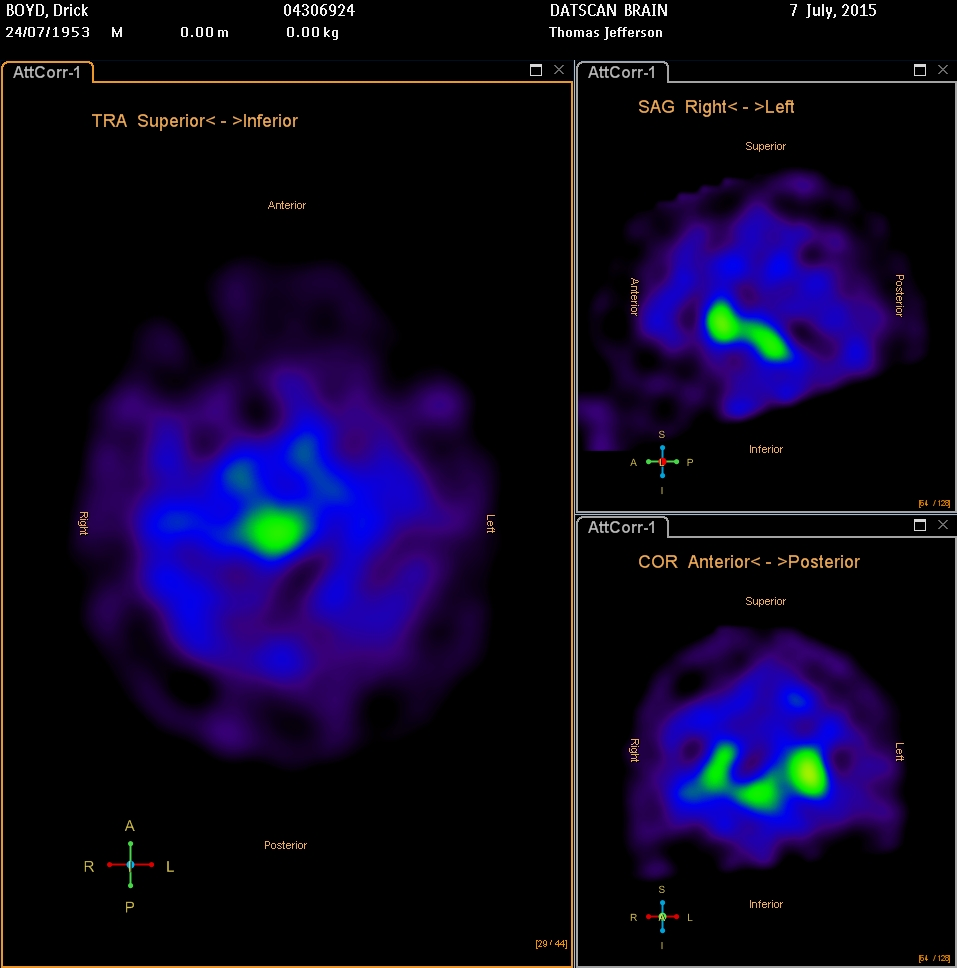 BOYD, Drick 04306924 DATSCAN BRAIN 7 July, 2015
24/07/1953 M 0.00 m 0.00 kg Thomas Jefferson
AttCorr-1
TRA Superior< - >Inferior
Anterior
Right
Left
Posterior
A
R L
P
[29 / 44]
AttCorr-1
SAG Right< - >Left
Superior
Anterior
Posterior
Inferior
S
A L P
I
[64 / 128]
AttCorr-1
COR Anterior< - >Posterior
Superior
Right
Left
Inferior
S
R A L
I
[64 / 128]